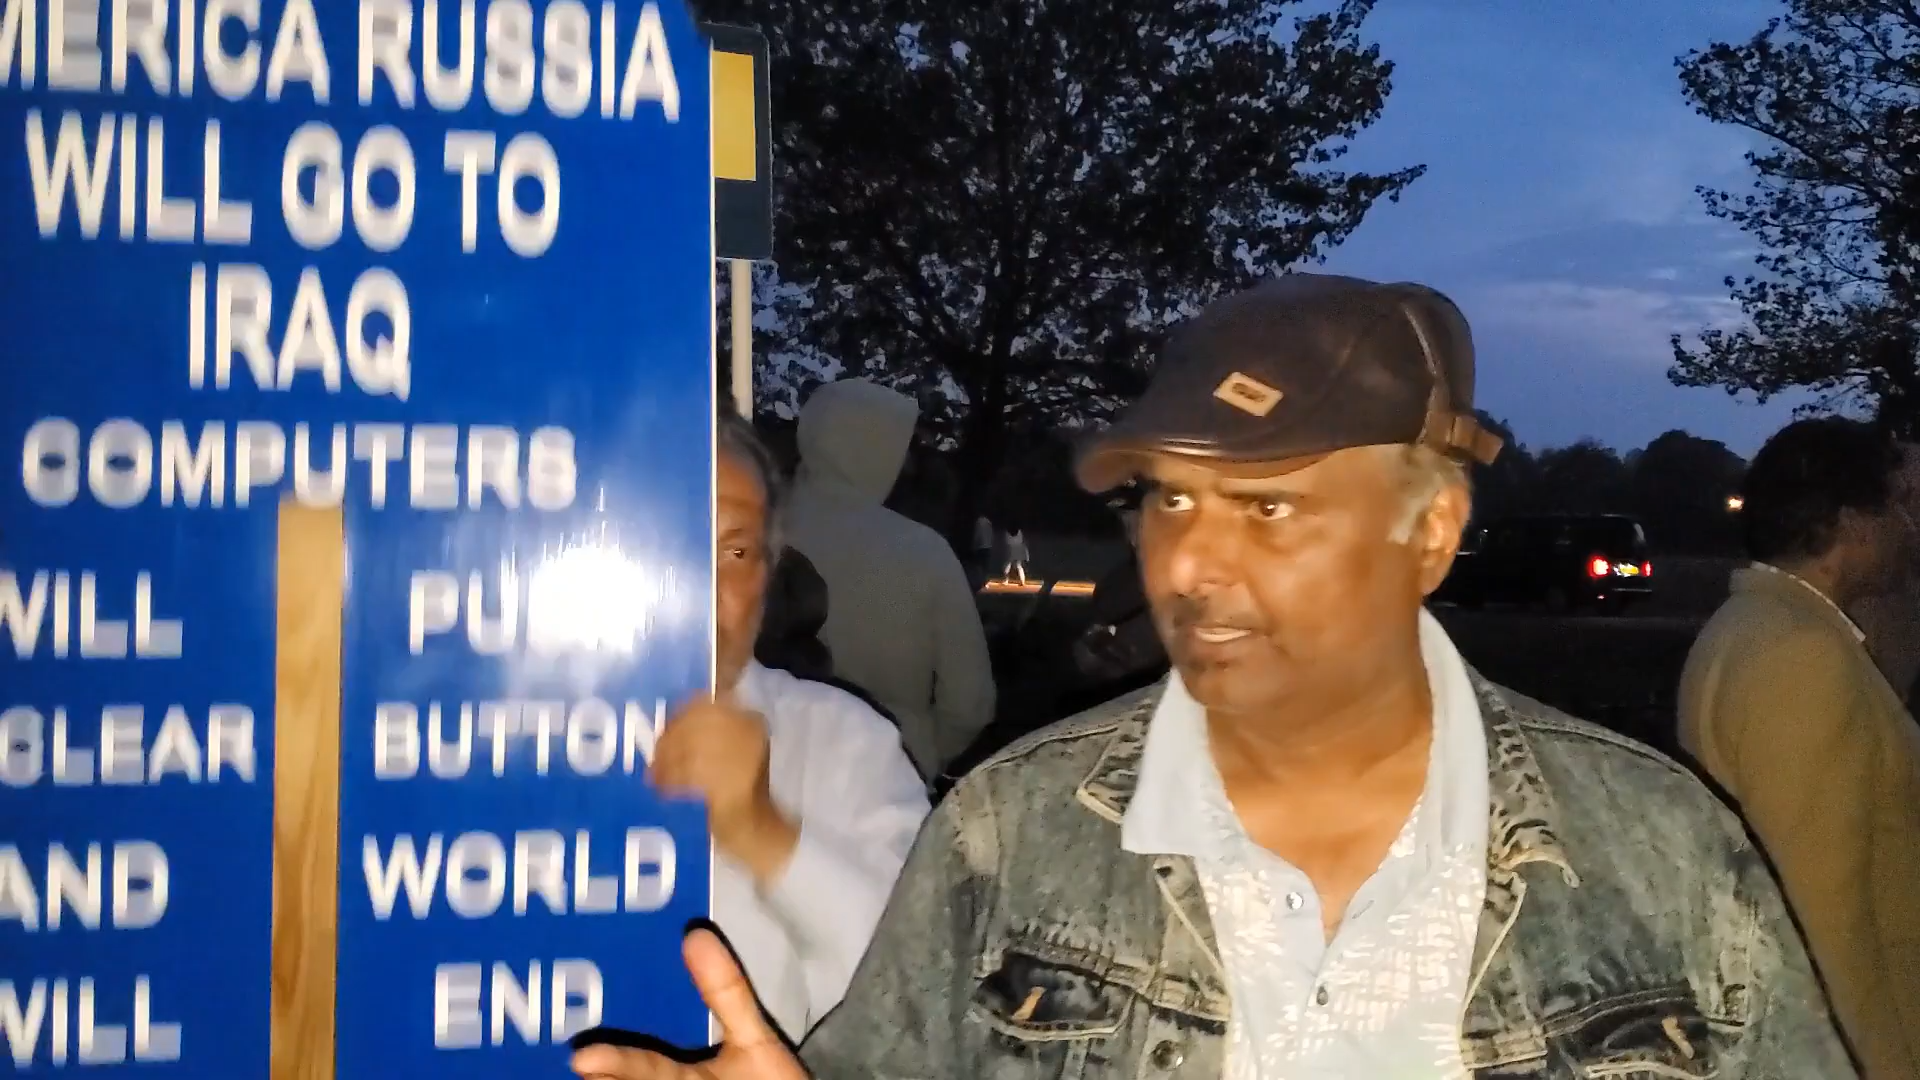 MERICA RUSSIA
WILL GO TO
IRAQ
COMPUTERS
WILL
CLEAR BUTTON
AND WORLD
WILL END